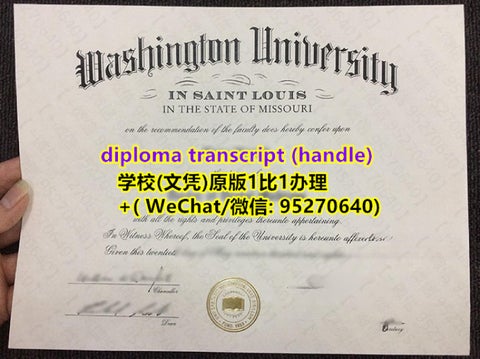 Washington University
IN SAINT LOUIS
IN THE STATE OF MISSOURI
on the recommendation of the faculty does hereby confer upon
diploma transcript (handle)
学校(文凭)原版1比1办理
+( WeChat/微信: 95270640)
with all the rights and privileges thereunto appertaining.
In Witness Whereof, the Seal of the University is hereunto affixed
Given this twentieth
Chancellor
Dean
Secretary